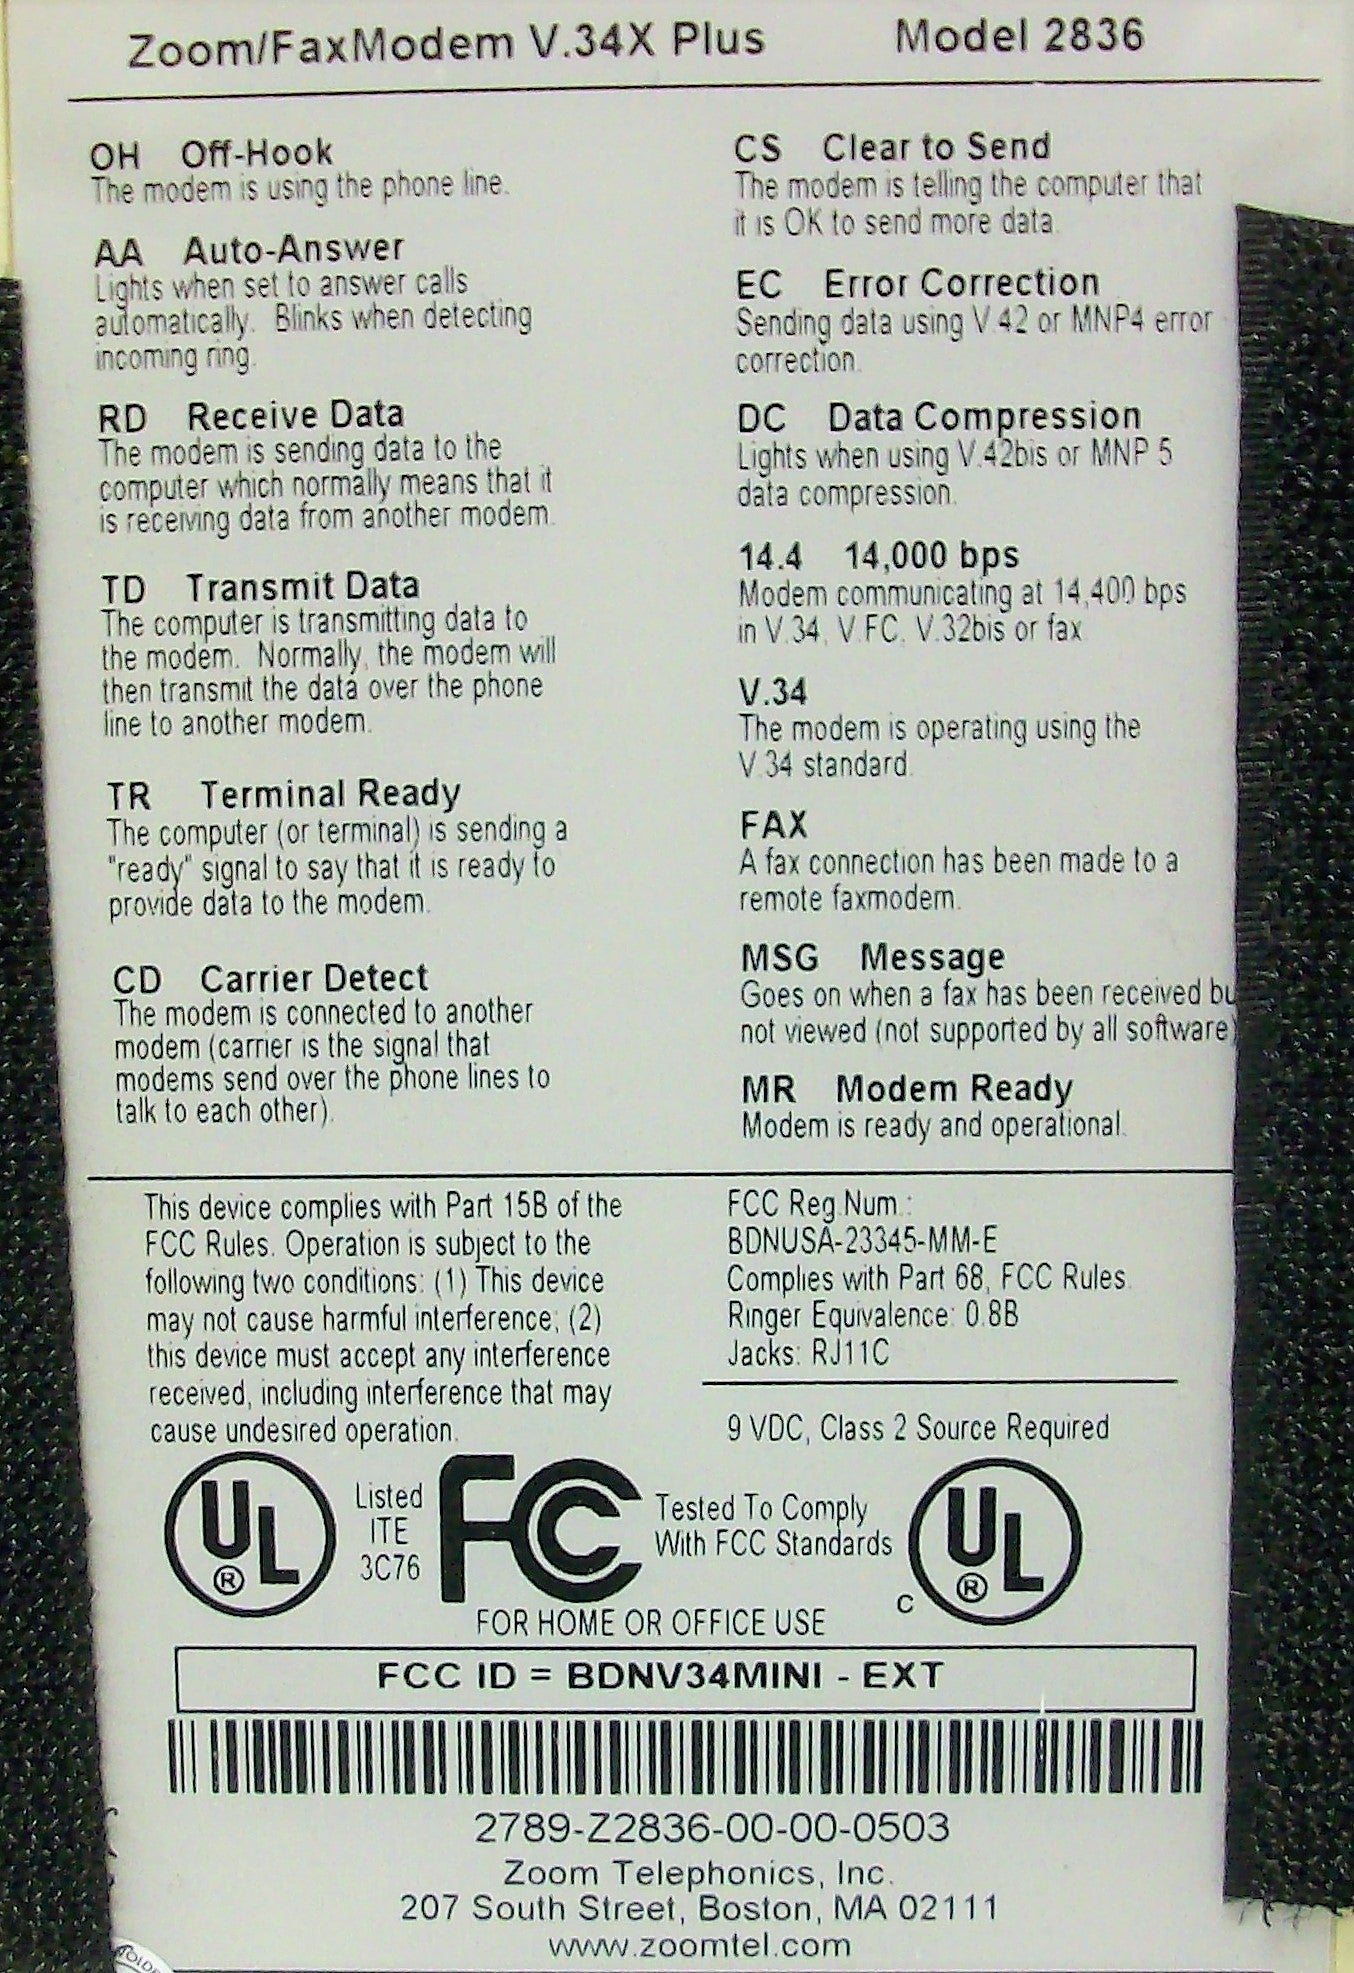 Zoom/FaxModem V.34X Plus Model 2836
OH Off-Hook
The modem is using the phone line.
AA Auto-Answer
Lights when set to answer calls
automatically. Blinks when detecting
incoming ring.
RD Receive Data
The modem is sending data to the
computer which normally means that it
is receiving data from another modem.
TD Transmit Data
The computer is transmitting data to
the modem. Normally, the modem will
then transmit the data over the phone
line to another modem.
TR Terminal Ready
The computer (or terminal) is sending a
"ready" signal to say that it is ready to
provide data to the modem.
CD Carrier Detect
The modem is connected to another
modem (carrier is the signal that
modems send over the phone lines to
talk to each other).
CS Clear to Send
The modem is telling the computer that
it is OK to send more data.
EC Error Correction
Sending data using V.42 or MNP4 error
correction.
DC Data Compression
Lights when using V.42bis or MNP 5
data compression.
14.4 14,000 bps
Modem communicating at 14,400 bps
in V.34, V.FC, V.32bis or fax.
V.34
The modem is operating using the
V.34 standard.
FAX
A fax connection has been made to a
remote faxmodem.
MSG Message
Goes on when a fax has been received bu
not viewed (not supported by all software)
MR Modem Ready
Modem is ready and operational.
This device complies with Part 15B of the
FCC Rules. Operation is subject to the
following two conditions: (1) This device
may not cause harmful interference; (2)
this device must accept any interference
received, including interference that may
cause undesired operation.
FCC Reg.Num.:
BDNUSA-23345-MM-E
Complies with Part 68, FCC Rules.
Ringer Equivalence: 0.8B
Jacks: RJ11C
9 VDC, Class 2 Source Required
UL ®
Listed
ITE
3C76
FC
Tested To Comply
With FCC Standards
c UL ®
FOR HOME OR OFFICE USE
FCC ID = BDNV34MINI - EXT
2789-Z2836-00-00-0503
Zoom Telephonics, Inc.
207 South Street, Boston, MA 02111
www.zoomtel.com